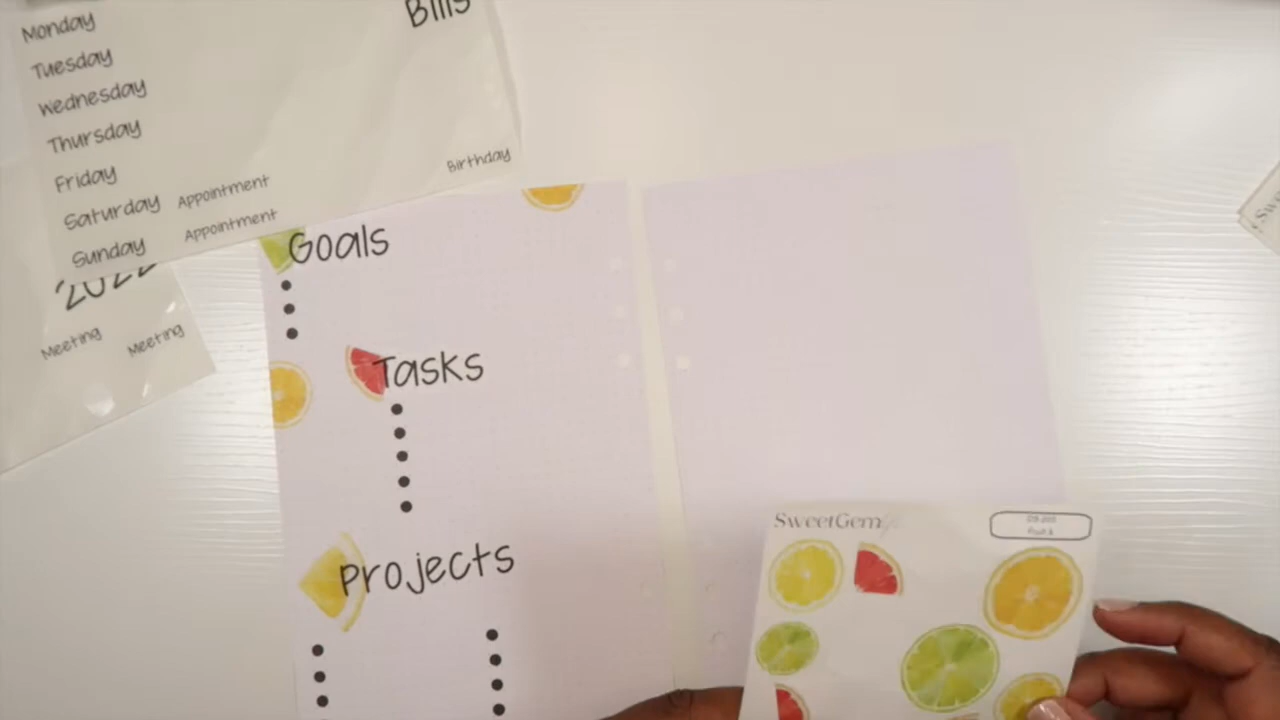 Bills
Monday
Tuesday
Wednesday
Thursday
Friday
Saturday
Sunday
Appointment
Appointment
Birthday
2022
Meeting
Meeting
Goals
Tasks
Projects
SweetGem